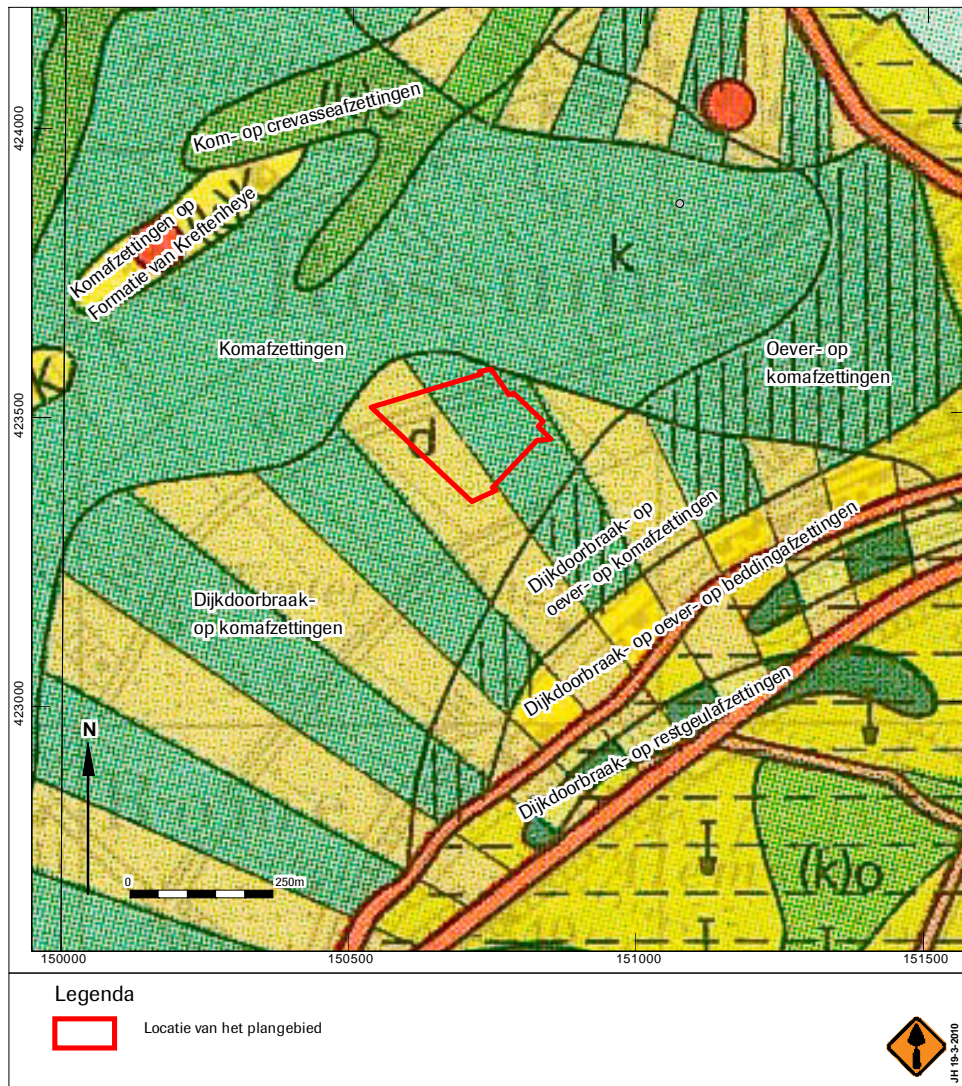 Kom- op crevasseafzettingen
424000
Komafzettingen op
Formatie van Kreftenheye
k
k
Komafzettingen
Oever- op
komafzettingen
423500
d
Dijkdoorbraak- op
oever- op komafzettingen
Dijkdoorbraak-
op komafzettingen
Dijkdoorbraak- op oever- op beddingafzettingen
423000
Dijkdoorbraak- op restgeulafzettingen
N
0
250m
(k)o
150000
150500
151000
151500
Legenda
Locatie van het plangebied
JH 19-3-2010